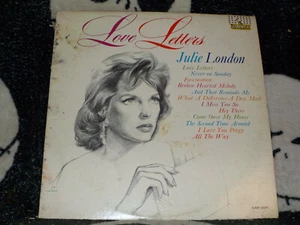 Love Letters
Julie London
Love Letters
Never on Sunday
Fascination
Broken Hearted Melody
And That Reminds Me
What A Difference A Day Made
I Miss You So
Hey There
Come On-a My House
The Second Time Around
I Love You Porgy
All The Way